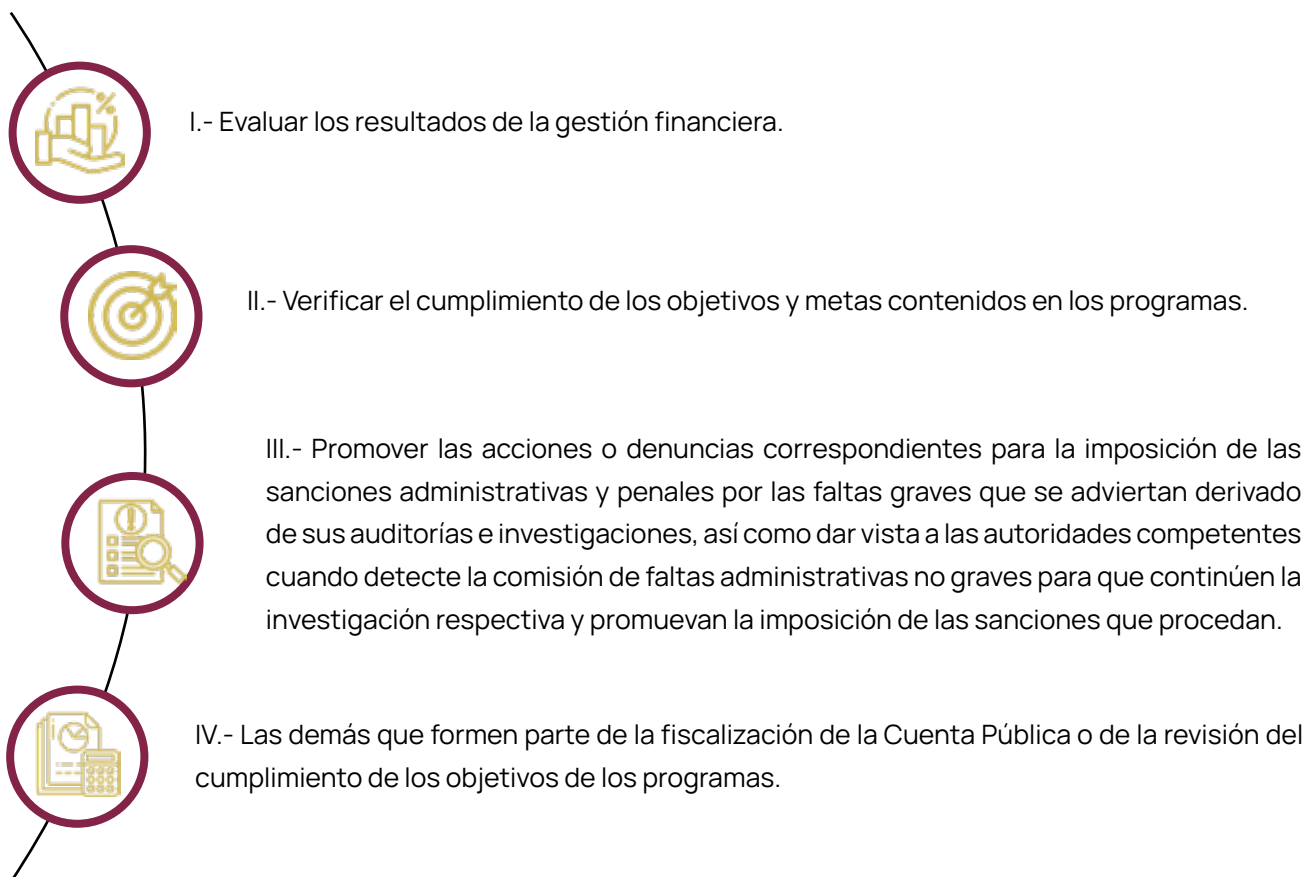 I.- Evaluar los resultados de la gestión financiera.
II.- Verificar el cumplimiento de los objetivos y metas contenidos en los programas.
III.- Promover las acciones o denuncias correspondientes para la imposición de las
sanciones administrativas y penales por las faltas graves que se adviertan derivado
de sus auditorías e investigaciones, así como dar vista a las autoridades competentes
cuando detecte la comisión de faltas administrativas no graves para que continúen la
investigación respectiva y promuevan la imposición de las sanciones que procedan.
IV.- Las demás que formen parte de la fiscalización de la Cuenta Pública o de la revisión del
cumplimiento de los objetivos de los programas.